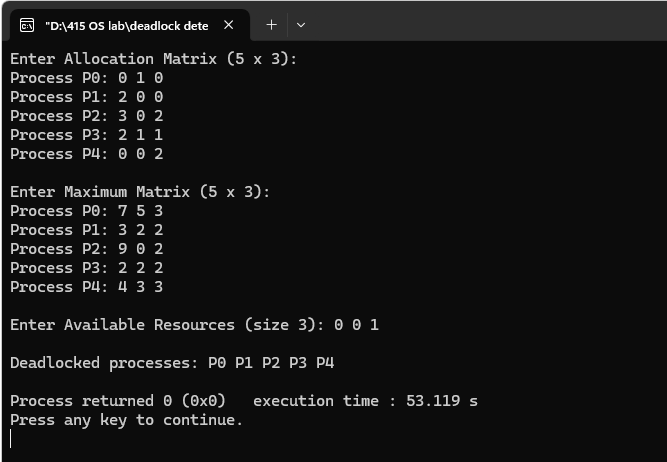 "D:\415 OS lab\deadlock dete
Enter Allocation Matrix (5 x 3):
Process P0: 0 1 0
Process P1: 2 0 0
Process P2: 3 0 2
Process P3: 2 1 1
Process P4: 0 0 2
Enter Maximum Matrix (5 x 3):
Process P0: 7 5 3
Process P1: 3 2 2
Process P2: 9 0 2
Process P3: 2 2 2
Process P4: 4 3 3
Enter Available Resources (size 3): 0 0 1
Deadlocked processes: P0 P1 P2 P3 P4
Process returned 0 (0x0)   execution time : 53.119 s
Press any key to continue.